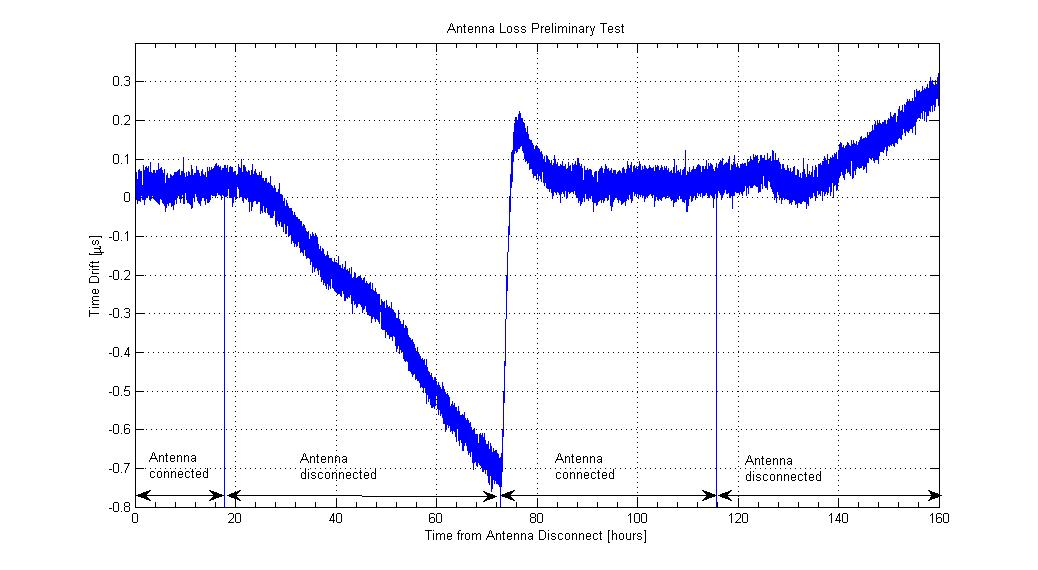 Antenna Loss Preliminary Test
0.3
0.2
0.1
0
-0.1
-0.2
-0.3
-0.4
-0.5
-0.6
-0.7
-0.8
Time Drift [μs]
Antenna
connected
Antenna
disconnected
Antenna
connected
Antenna
disconnected
0 20 40 60 80 100 120 140 160
Time from Antenna Disconnect [hours]